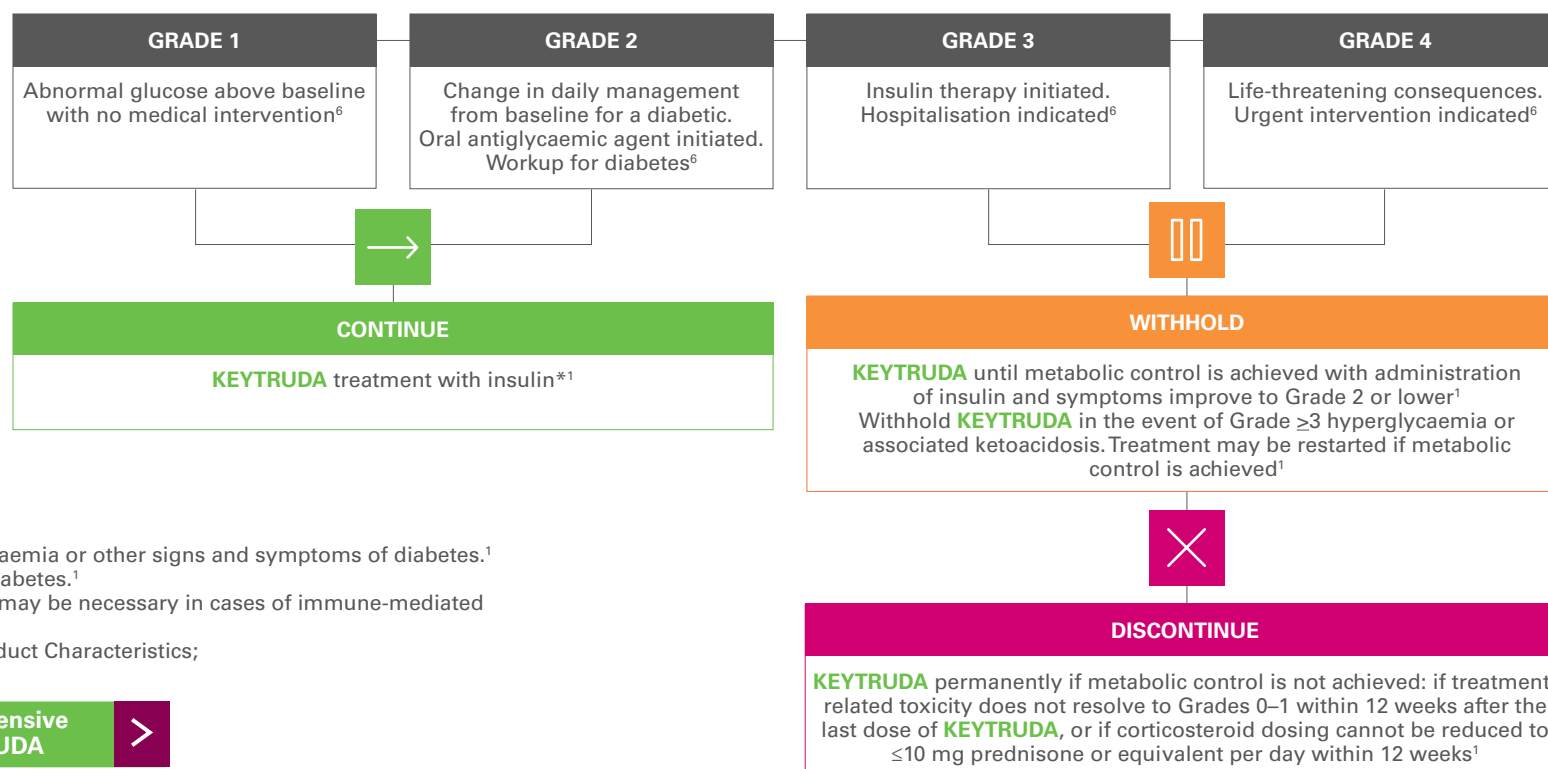 GRADE 1
Abnormal glucose above baseline
with no medical intervention⁶
GRADE 2
Change in daily management
from baseline for a diabetic.
Oral antiglycaemic agent initiated.
Workup for diabetes⁶
GRADE 3
Insulin therapy initiated.
Hospitalisation indicated⁶
GRADE 4
Life-threatening consequences.
Urgent intervention indicated⁶
CONTINUE
KEYTRUDA treatment with insulin*¹
WITHHOLD
KEYTRUDA until metabolic control is achieved with administration
of insulin and symptoms improve to Grade 2 or lower¹
Withhold KEYTRUDA in the event of Grade ≥3 hyperglycaemia or
associated ketoacidosis. Treatment may be restarted if metabolic
control is achieved¹
DISCONTINUE
KEYTRUDA permanently if metabolic control is not achieved: if treatment
related toxicity does not resolve to Grades 0–1 within 12 weeks after the
last dose of KEYTRUDA, or if corticosteroid dosing cannot be reduced to
≤10 mg prednisone or equivalent per day within 12 weeks¹
aemia or other signs and symptoms of diabetes.¹
abetes.¹
may be necessary in cases of immune-mediated
duct Characteristics;
ensive
UDA